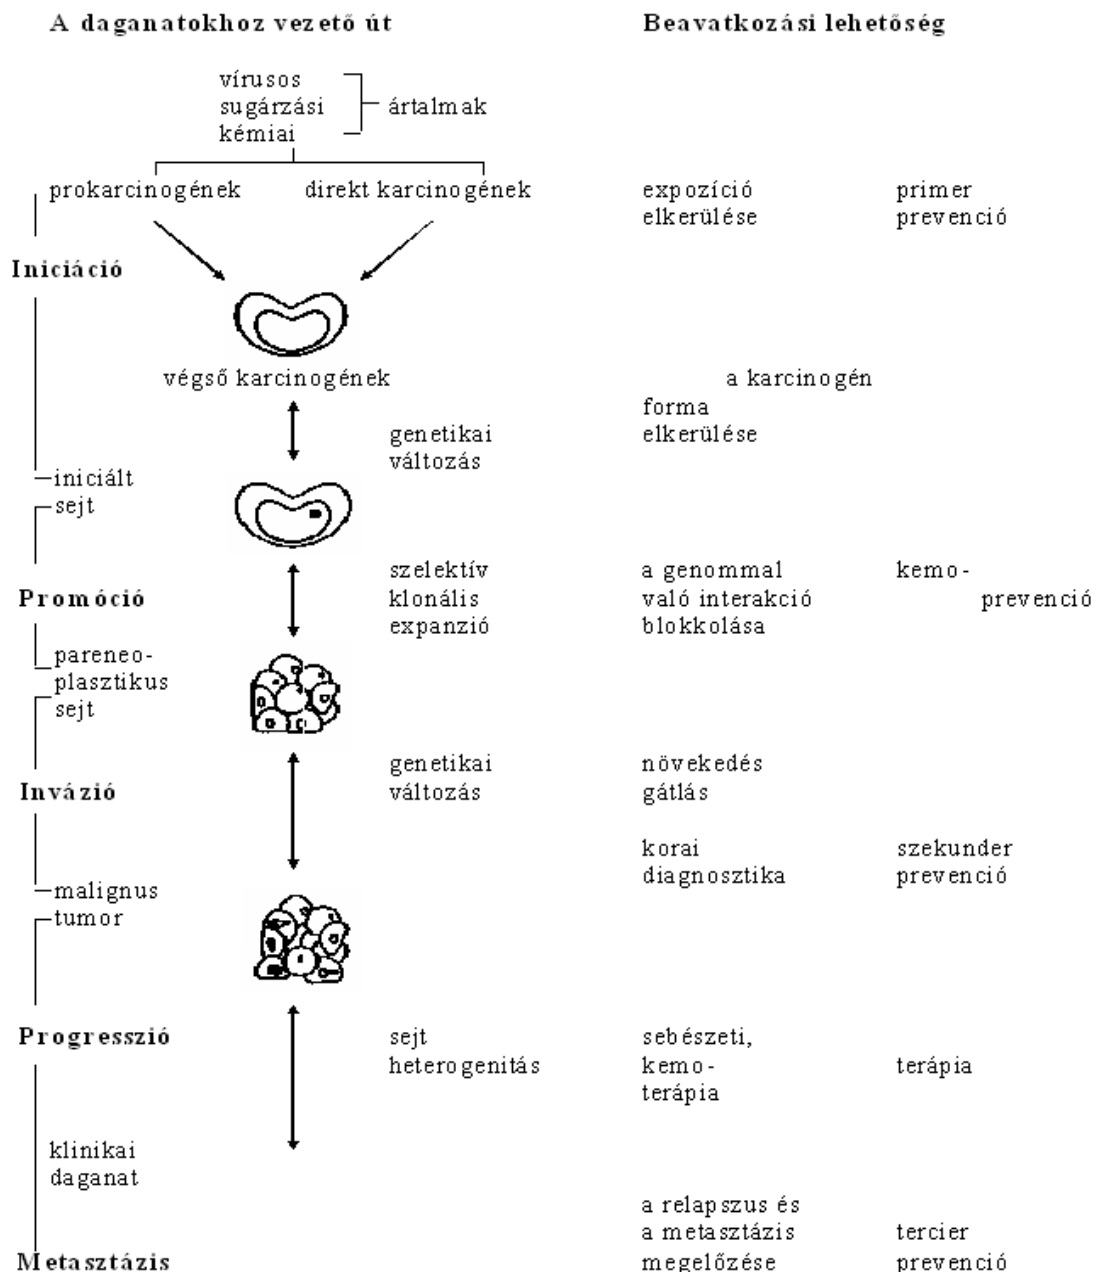 A daganatokhoz vezető út Beavatkozási lehetőség
vírusos
sugárzási ártalmak
kémiai
prokarcinogének direkt karcinogének expozíció primer
elkerülése prevenció
Iniciáció
végső karcinogének a karcinogén
forma
genetikai elkerülése
változás
iniciált
sejt
szelektív a genommal kemo-
Promóció klonális való interakció prevenció
expanzió blokkolása
pareneo-
plasztikus
sejt
genetikai növekedés
Invázió változás gátlás
korai szekunder
malignus diagnosztika prevenció
tumor
Progresszió sejt sebészeti,
heterogenitás kemo- terápia
terápia
klinikai
daganat
a relapszus és
a metasztázis tercier
Metasztázis megelőzése prevenció